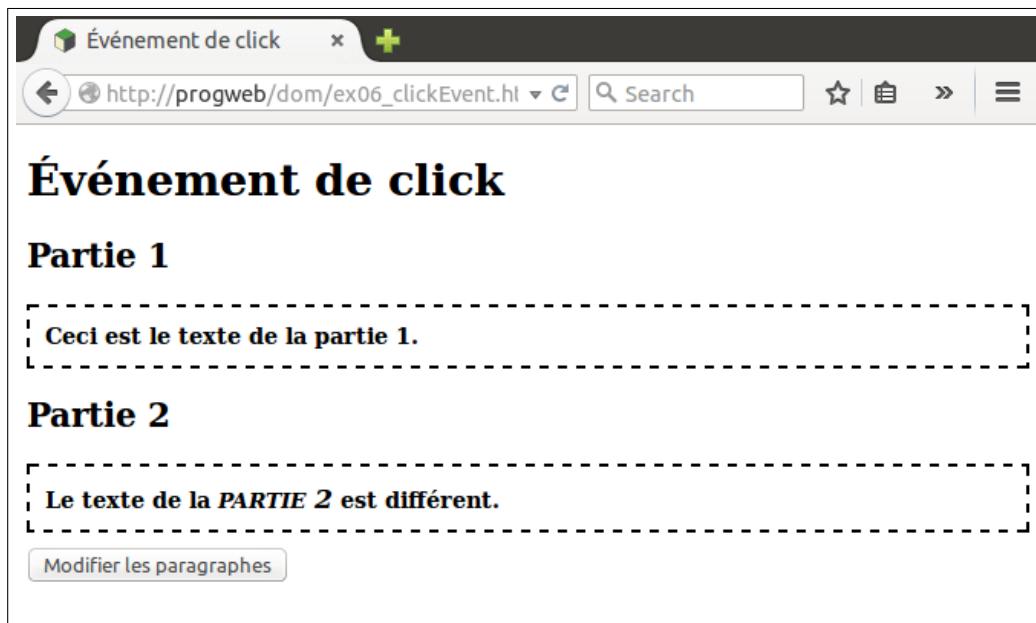 Événement de click
http://progweb/dom/ex06_clickEvent.ht
Search
Événement de click
Partie 1
Ceci est le texte de la partie 1.
Partie 2
Le texte de la PARTIE 2 est différent.
Modifier les paragraphes